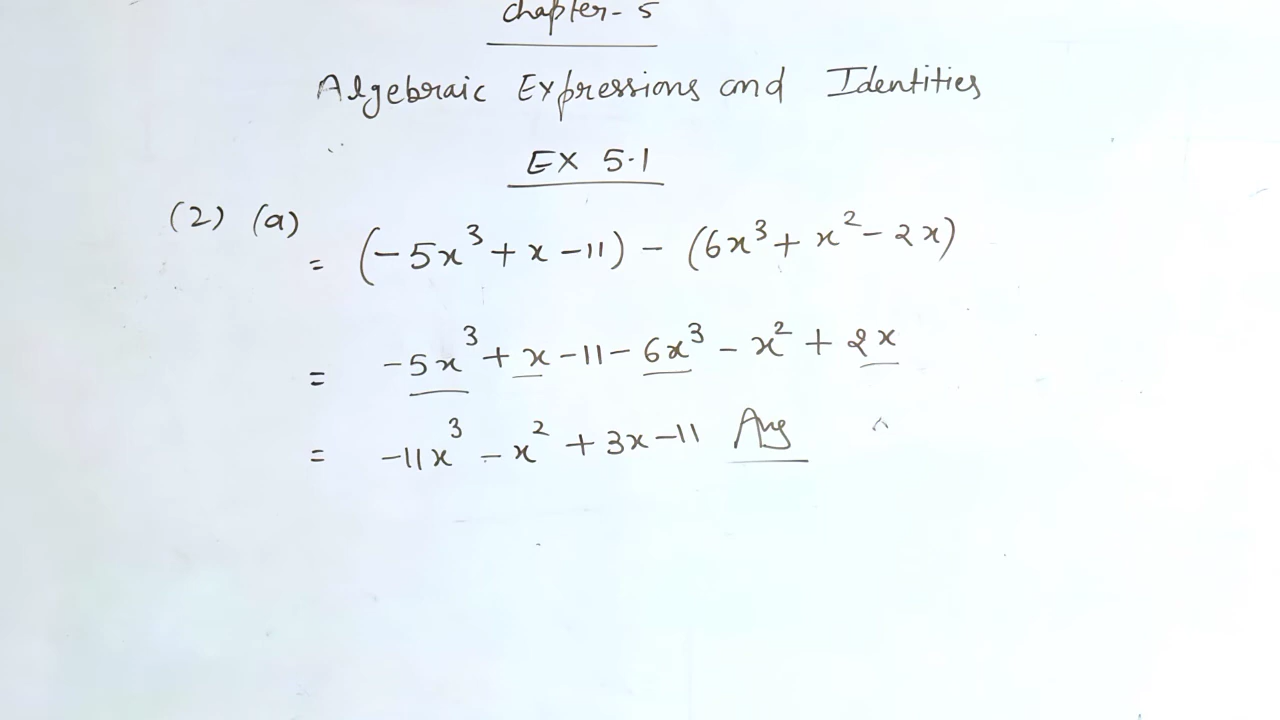 chapter- 5
Algebraic Expressions and Identities
EX 5.1
(2) (a)
= (-5x³ + x - 11) - (6x³ + x² - 2x)
= -5x³ + x - 11 - 6x³ - x² + 2x
= -11x³ - x² + 3x - 11 Ans